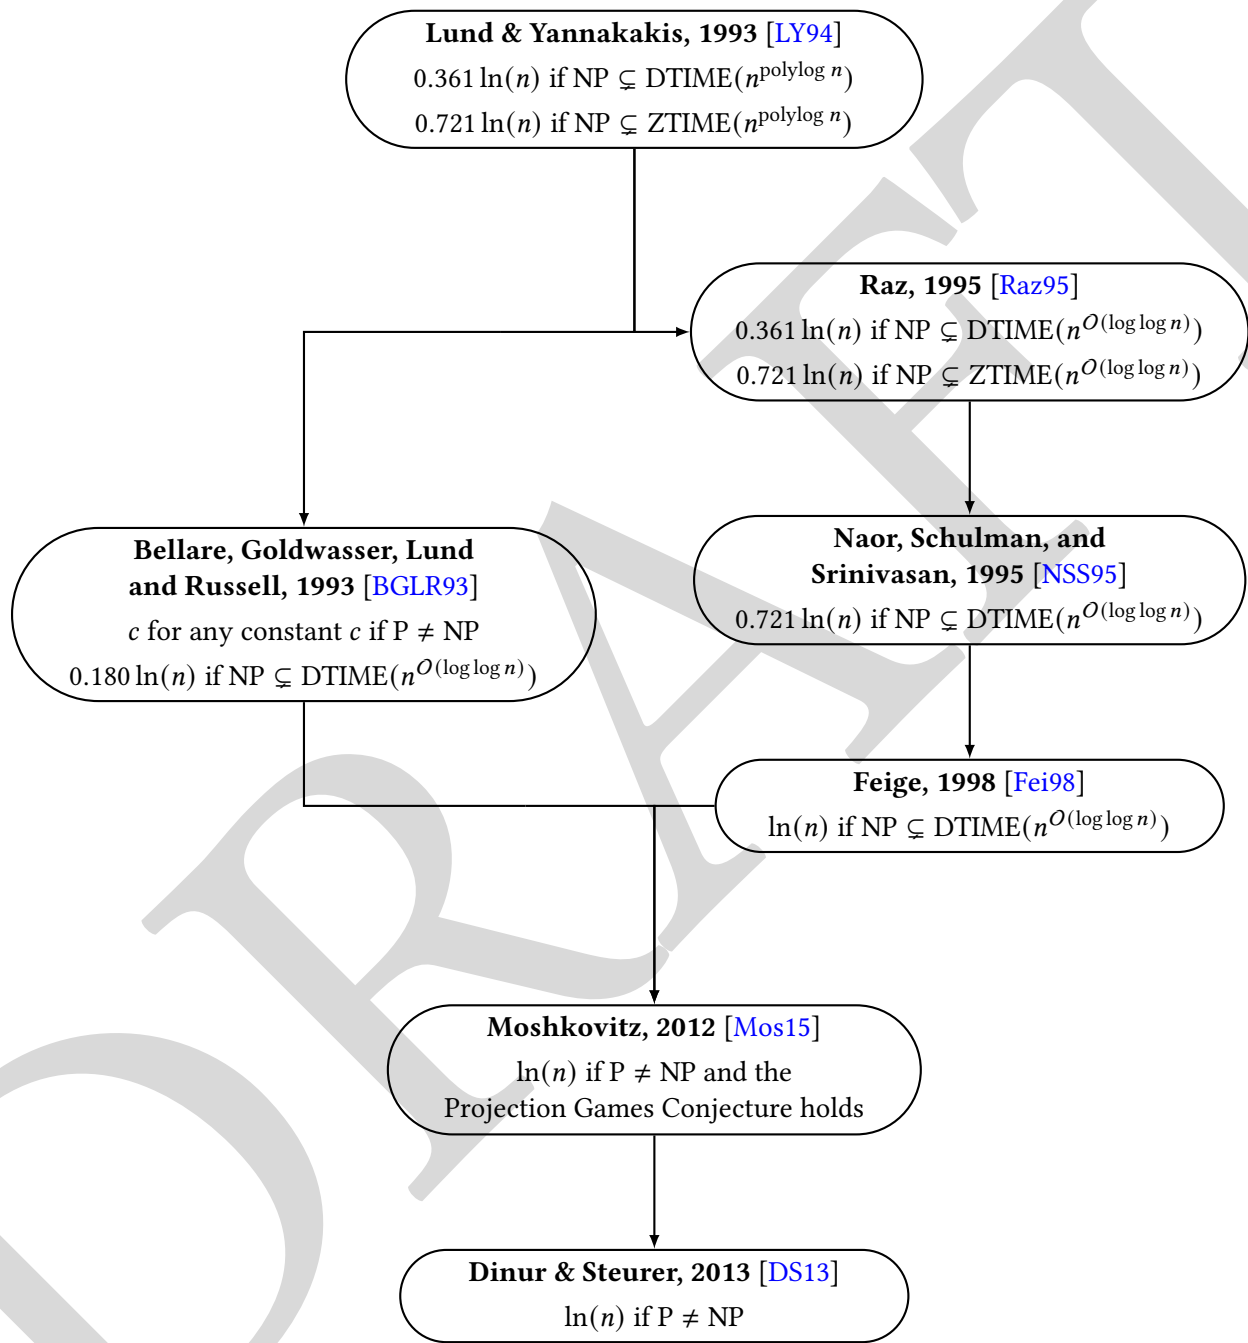 Lund & Yannakakis, 1993 [LY94]
0.361 ln(n) if NP ⊊ DTIME(n^{polylog n})
0.721 ln(n) if NP ⊊ ZTIME(n^{polylog n})
Raz, 1995 [Raz95]
0.361 ln(n) if NP ⊊ DTIME(n^{O(log log n)})
0.721 ln(n) if NP ⊊ ZTIME(n^{O(log log n)})
Bellare, Goldwasser, Lund
and Russell, 1993 [BGLR93]
c for any constant c if P ≠ NP
0.180 ln(n) if NP ⊊ DTIME(n^{O(log log n)})
Naor, Schulman, and
Srinivasan, 1995 [NSS95]
0.721 ln(n) if NP ⊊ DTIME(n^{O(log log n)})
Feige, 1998 [Fei98]
ln(n) if NP ⊊ DTIME(n^{O(log log n)})
Moshkovitz, 2012 [Mos15]
ln(n) if P ≠ NP and the
Projection Games Conjecture holds
Dinur & Steurer, 2013 [DS13]
ln(n) if P ≠ NP
DRAFT